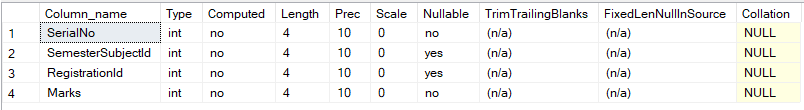 Column_name Type Computed Length Prec Scale Nullable TrimTrailingBlanks FixedLenNullInSource Collation
1 SerialNo int no 4 10 0 no (n/a) (n/a) NULL
2 SemesterSubjectId int no 4 10 0 yes (n/a) (n/a) NULL
3 RegistrationId int no 4 10 0 yes (n/a) (n/a) NULL
4 Marks int no 4 10 0 no (n/a) (n/a) NULL